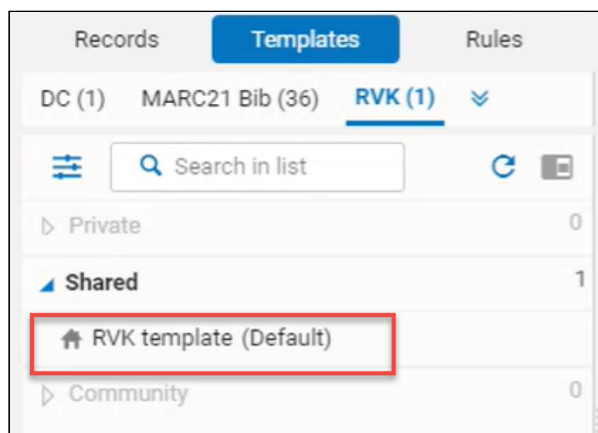 Records Templates Rules
DC (1) MARC21 Bib (36) RVK (1)
Search in list
Private 0
Shared 1
RVK template (Default)
Community 0